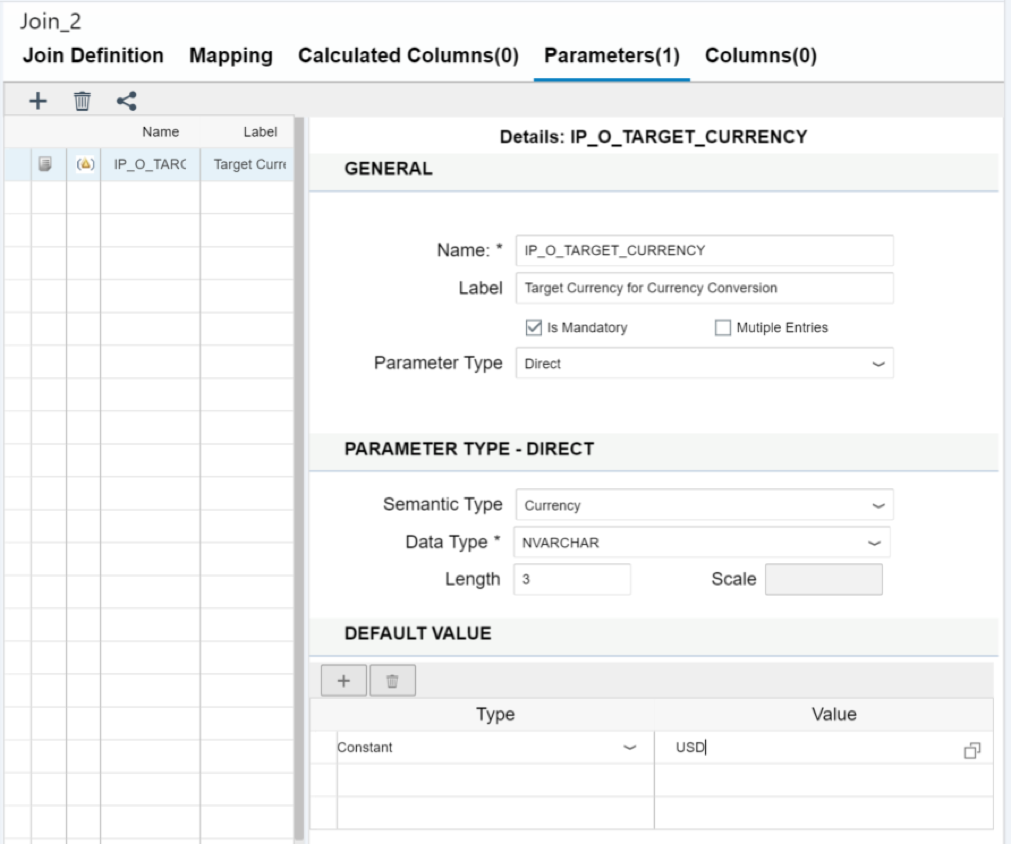 Join_2
Join Definition Mapping Calculated Columns(0) Parameters(1) Columns(0)
Name Label
IP_O_TARC Target Curre
Details: IP_O_TARGET_CURRENCY
GENERAL
Name: * IP_O_TARGET_CURRENCY
Label Target Currency for Currency Conversion
Is Mandatory Mutiple Entries
Parameter Type Direct
PARAMETER TYPE - DIRECT
Semantic Type Currency
Data Type * NVARCHAR
Length 3 Scale
DEFAULT VALUE
Type Value
Constant USD